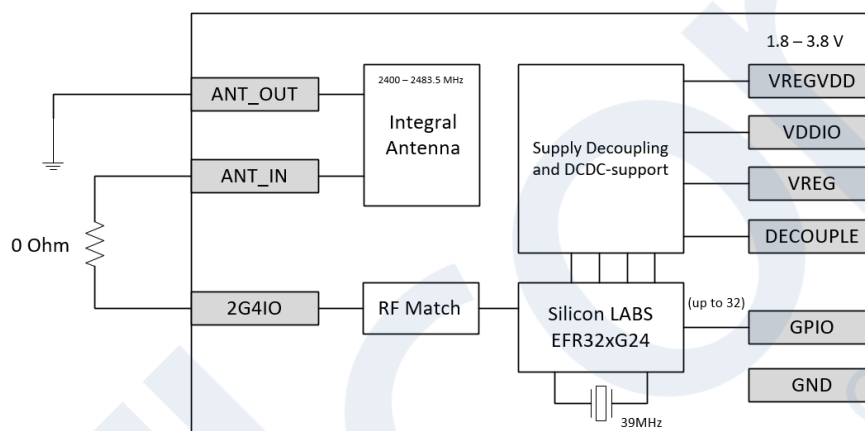 1.8 – 3.8 V
ANT_OUT
2400 – 2483.5 MHz
Integral
Antenna
VREGVDD
Supply Decoupling
and DCDC-support
VDDIO
ANT_IN
VREG
0 Ohm
DECOUPLE
2G4IO
RF Match
Silicon LABS
EFR32xG24
(up to 32)
GPIO
GND
39MHz